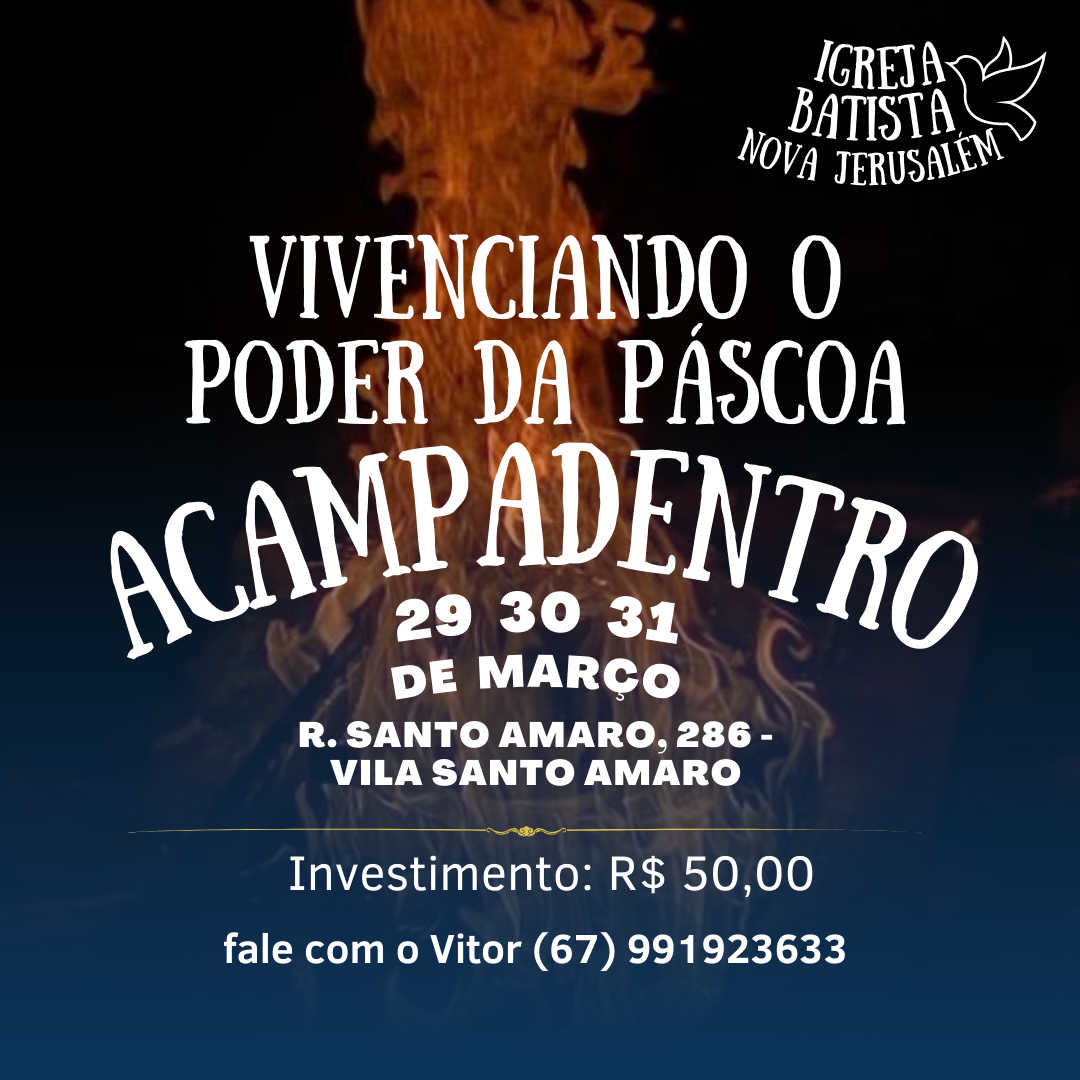 IGREJA
BATISTA
NOVA JERUSALÉM
VIVENCIANDO O
PODER DA PÁSCOA
ACAMPADENTRO
29 30 31
DE MARÇO
R. SANTO AMARO, 286 -
VILA SANTO AMARO
Investimento: R$ 50,00
fale com o Vitor (67) 991923633